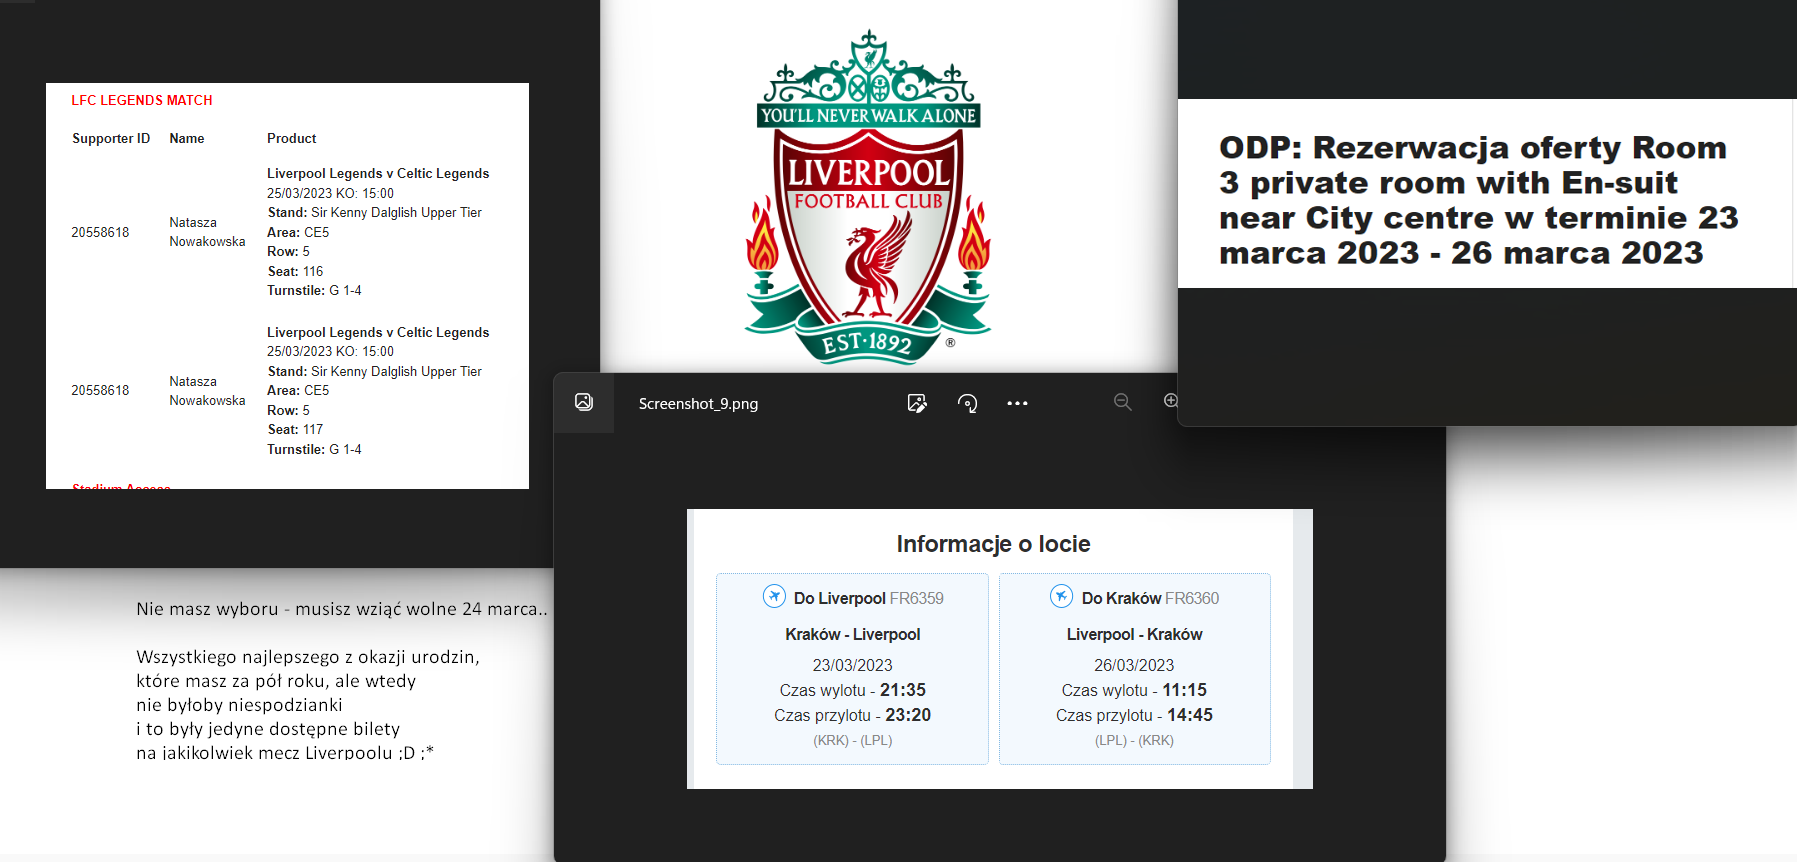 LFC LEGENDS MATCH
Supporter ID Name Product
Liverpool Legends v Celtic Legends
25/03/2023 KO: 15:00
Stand: Sir Kenny Dalglish Upper Tier
20558618
Natasza
Nowakowska
Area: CE5
Row: 5
Seat: 116
Turnstile: G 1-4
Liverpool Legends v Celtic Legends
25/03/2023 KO: 15:00
Stand: Sir Kenny Dalglish Upper Tier
20558618
Natasza
Nowakowska
Area: CE5
Row: 5
Seat: 117
Turnstile: G 1-4
Stadium Access
YOU'LL NEVER WALK ALONE
LIVERPOOL
FOOTBALL CLUB
EST·1892
®
ODP: Rezerwacja oferty Room
3 private room with En-suit
near City centre w terminie 23
marca 2023 - 26 marca 2023
Screenshot_9.png
Informacje o locie
Do Liverpool FR6359
Kraków - Liverpool
23/03/2023
Czas wylotu - 21:35
Czas przylotu - 23:20
(KRK) - (LPL)
Do Kraków FR6360
Liverpool - Kraków
26/03/2023
Czas wylotu - 11:15
Czas przylotu - 14:45
(LPL) - (KRK)
Nie masz wyboru - musisz wziąć wolne 24 marca..
Wszystkiego najlepszego z okazji urodzin,
które masz za pół roku, ale wtedy
nie byłoby niespodzianki
i to były jedyne dostępne bilety
na jakikolwiek mecz Liverpoolu ;D ;*